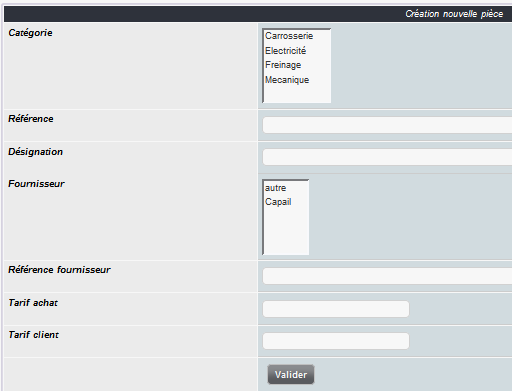 Création nouvelle pièce
Catégorie
Carrosserie
Electricité
Freinage
Mecanique
Référence
Désignation
Fournisseur
autre
Capail
Référence fournisseur
Tarif achat
Tarif client
Valider